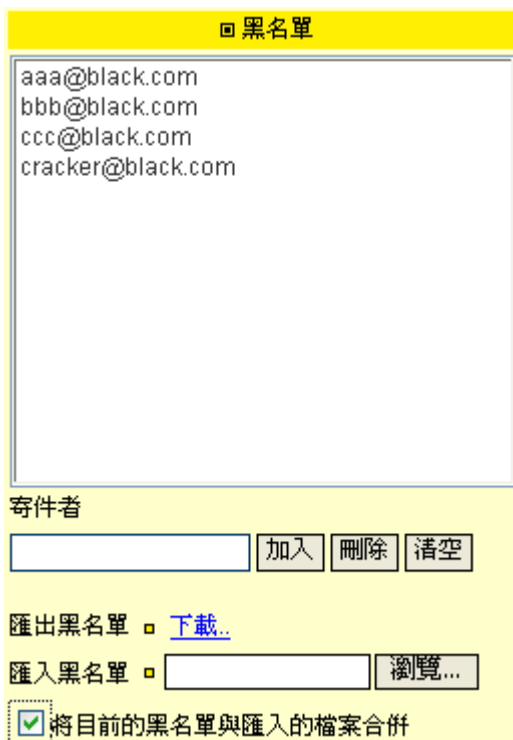 黑名單
aaa@black.com
bbb@black.com
ccc@black.com
cracker@black.com
寄件者
加入 刪除 清空
匯出黑名單 下載..
匯入黑名單 瀏覽...
將目前的黑名單與匯入的檔案合併